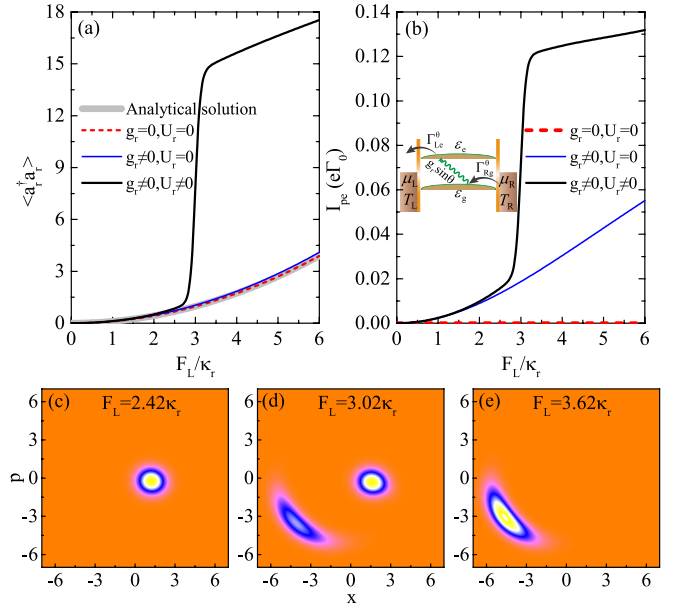 (a)
18
15
12
9
6
3
0
<a_r^†a_r>
Analytical solution
g_r=0,U_r=0
g_r≠0,U_r=0
g_r≠0,U_r≠0
0 1 2 3 4 5 6
F_L/κ_r
(b)
0.14
0.12
0.10
0.08
0.06
0.04
0.02
0.00
I_pe (eΓ_0)
Γ_Le^θ
ε_e
g_r sinθ
Γ_Rg^θ
ε_g
μ_L
T_L
μ_R
T_R
g_r=0,U_r=0
g_r≠0,U_r=0
g_r≠0,U_r≠0
0 1 2 3 4 5 6
F_L/κ_r
(c) F_L=2.42κ_r
(d) F_L=3.02κ_r
(e) F_L=3.62κ_r
6
3
0
-3
-6
p
-6 -3 0 3 6
-6 -3 0 3 6
-6 -3 0 3 6
x